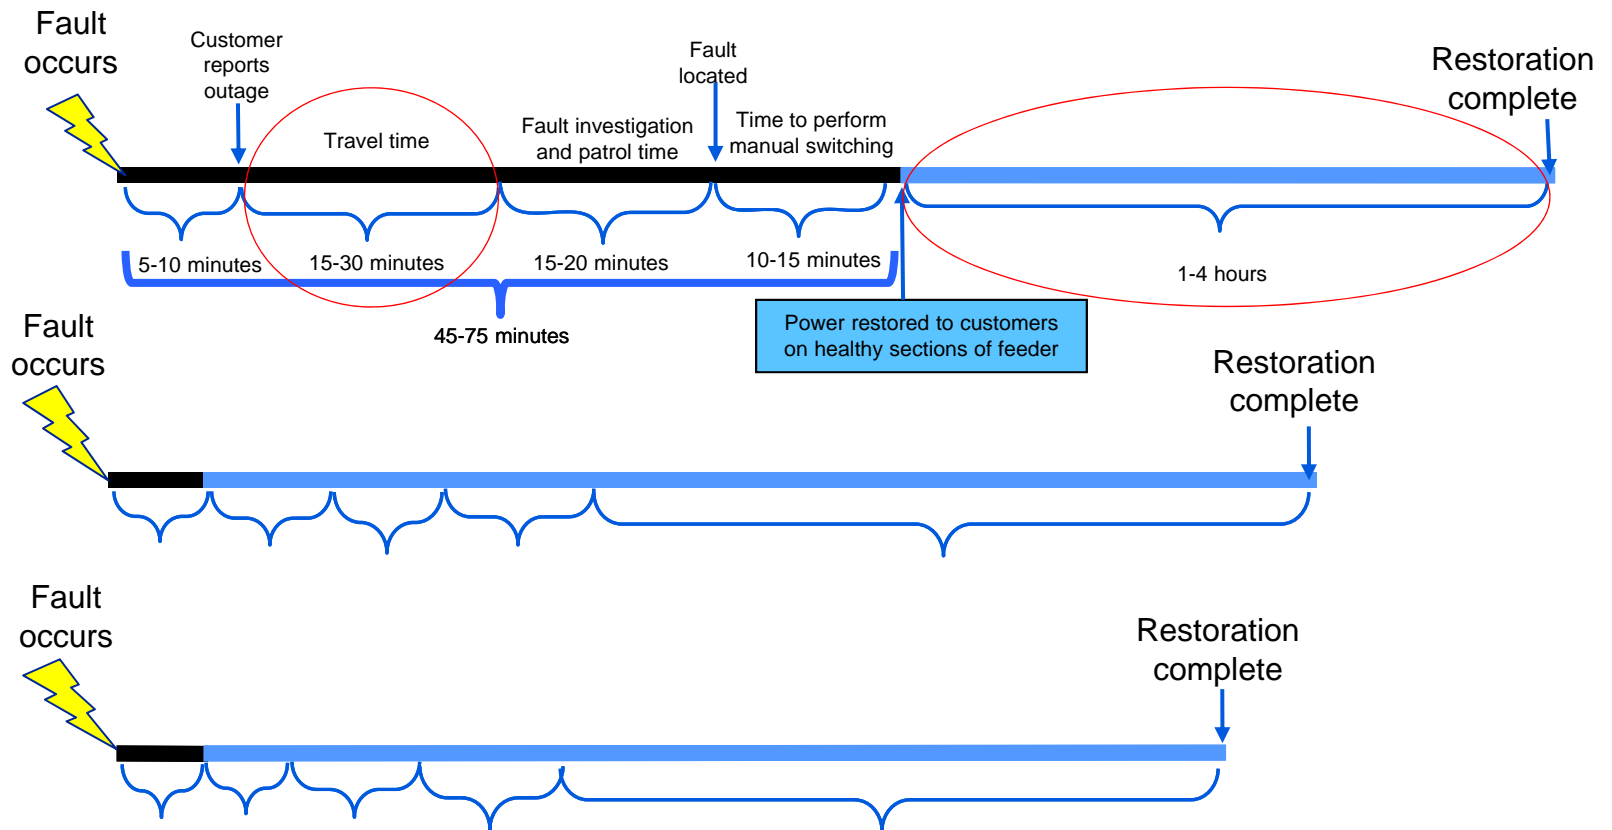 Fault
occurs
Customer
reports
outage
Travel time
Fault investigation
and patrol time
Fault
located
Time to perform
manual switching
Restoration
complete
5-10 minutes
15-30 minutes
15-20 minutes
10-15 minutes
1-4 hours
45-75 minutes
Power restored to customers
on healthy sections of feeder
Fault
occurs
Restoration
complete
Fault
occurs
Restoration
complete